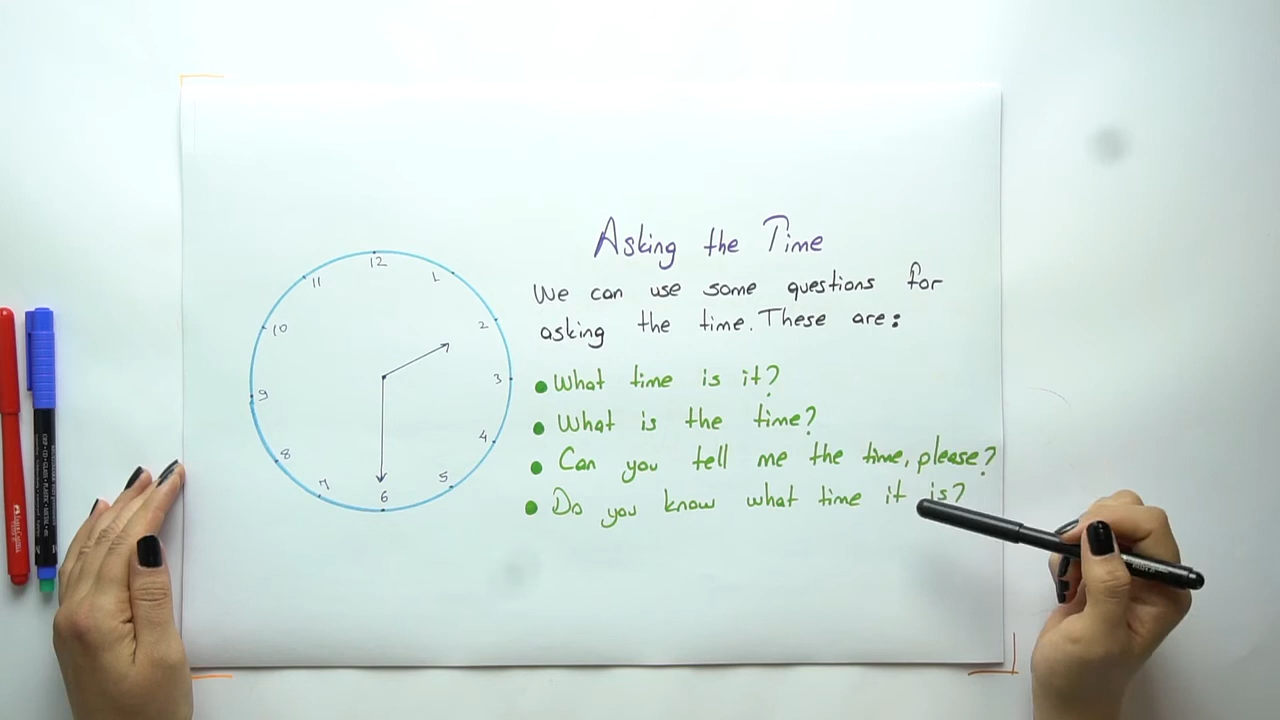 Asking the Time
We can use some questions for
asking the time. These are:
• What time is it?
• What is the time?
• Can you tell me the time, please?
• Do you know what time it is?
12
1
2
3
4
5
6
7
8
9
10
11